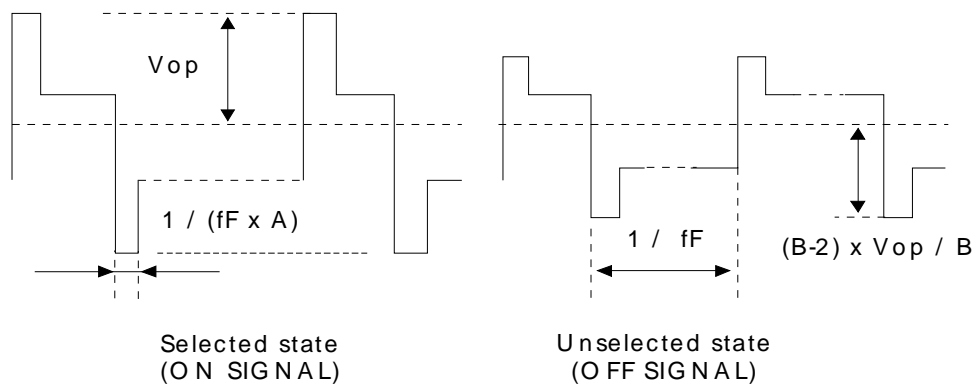 Vop
1 / (fF x A)
Selected state
(ON SIGNAL)
1 / fF
(B-2) x Vop / B
Unselected state
(OFF SIGNAL)